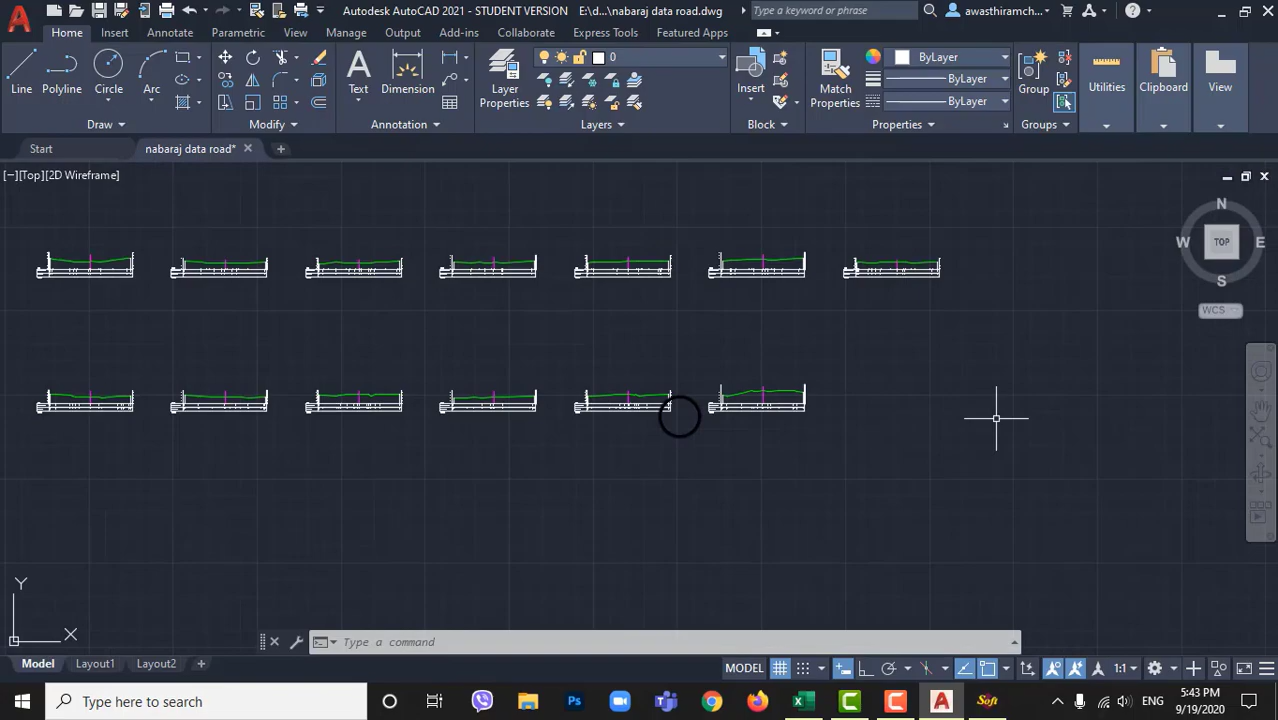 Autodesk AutoCAD 2021 - STUDENT VERSION E:\d...\nabaraj data road.dwg Type a keyword or phrase awasthiramch...
Home Insert Annotate Parametric View Manage Output Add-ins Collaborate Express Tools Featured Apps
0 ByLayer
ByLayer
ByLayer
Line Polyline Circle Arc Text Dimension Layer Properties Insert Match Properties Group Utilities Clipboard View
Draw Modify Annotation Layers Block Properties Groups
Start nabaraj data road*
[−][Top][2D Wireframe]
N
W TOP E
S
WCS
Y
X
Type a command
Model Layout1 Layout2 MODEL 1:1
Type here to search Ps Soft ENG 5:43 PM
9/19/2020